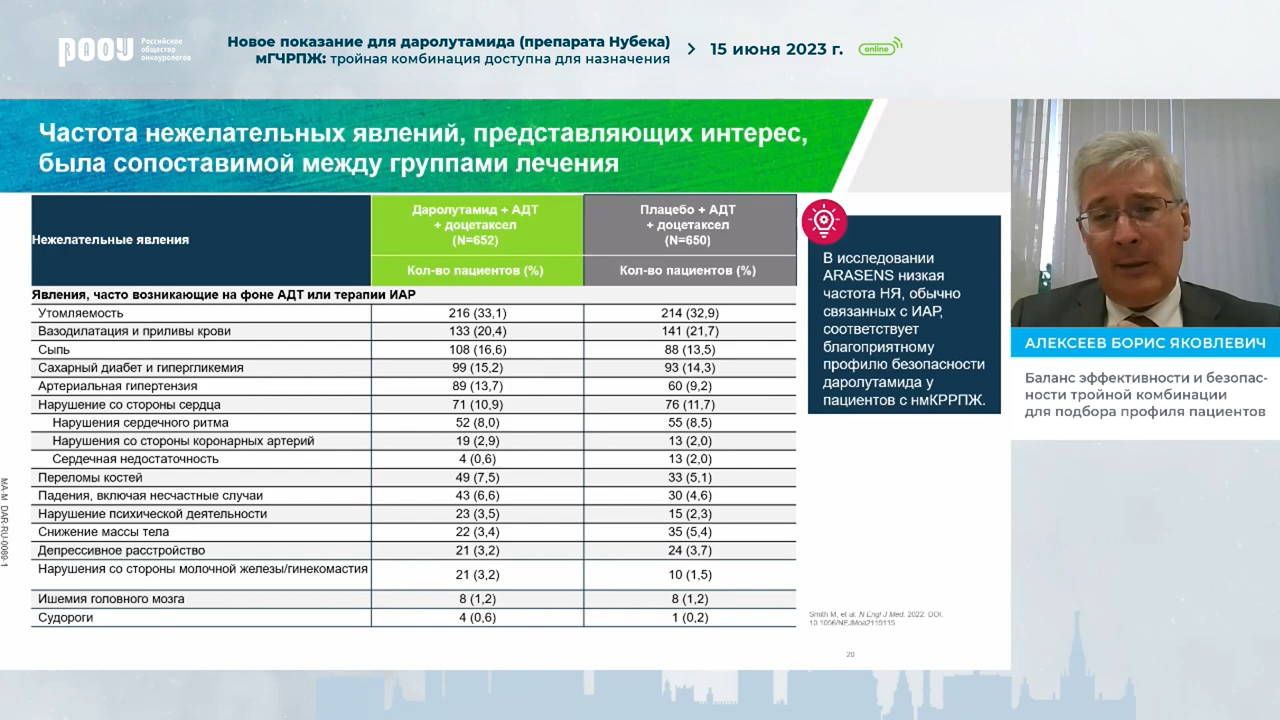 РООУ
Российское
общество
онкоурологов
Новое показание для даролутамида (препарата Нубека)
мГЧРПЖ: тройная комбинация доступна для назначения
15 июня 2023 г.
online
Частота нежелательных явлений, представляющих интерес,
была сопоставимой между группами лечения
Нежелательные явления
Даролутамид + АДТ
+ доцетаксел
(N=652)
Плацебо + АДТ
+ доцетаксел
(N=650)
Кол-во пациентов (%)
Кол-во пациентов (%)
Явления, часто возникающие на фоне АДТ или терапии ИАР
Утомляемость 216 (33,1) 214 (32,9)
Вазодилатация и приливы крови 133 (20,4) 141 (21,7)
Сыпь 108 (16,6) 88 (13,5)
Сахарный диабет и гипергликемия 99 (15,2) 93 (14,3)
Артериальная гипертензия 89 (13,7) 60 (9,2)
Нарушение со стороны сердца 71 (10,9) 76 (11,7)
Нарушения сердечного ритма 52 (8,0) 55 (8,5)
Нарушения со стороны коронарных артерий 19 (2,9) 13 (2,0)
Сердечная недостаточность 4 (0,6) 13 (2,0)
Переломы костей 49 (7,5) 33 (5,1)
Падения, включая несчастные случаи 43 (6,6) 30 (4,6)
Нарушение психической деятельности 23 (3,5) 15 (2,3)
Снижение массы тела 22 (3,4) 35 (5,4)
Депрессивное расстройство 21 (3,2) 24 (3,7)
Нарушения со стороны молочной железы/гинекомастия 21 (3,2) 10 (1,5)
Ишемия головного мозга 8 (1,2) 8 (1,2)
Судороги 4 (0,6) 1 (0,2)
В исследовании
ARASENS низкая
частота НЯ, обычно
связанных с ИАР,
соответствует
благоприятному
профилю безопасности
даролутамида у
пациентов с нмКРРПЖ.
Smith M, et al. N Engl J Med. 2022. DOI.
10.1056/NEJMoa2119115
20
MA-M_DAR-RU-0089-1
АЛЕКСЕЕВ БОРИС ЯКОВЛЕВИЧ
Баланс эффективности и безопас-
ности тройной комбинации
для подбора профиля пациентов